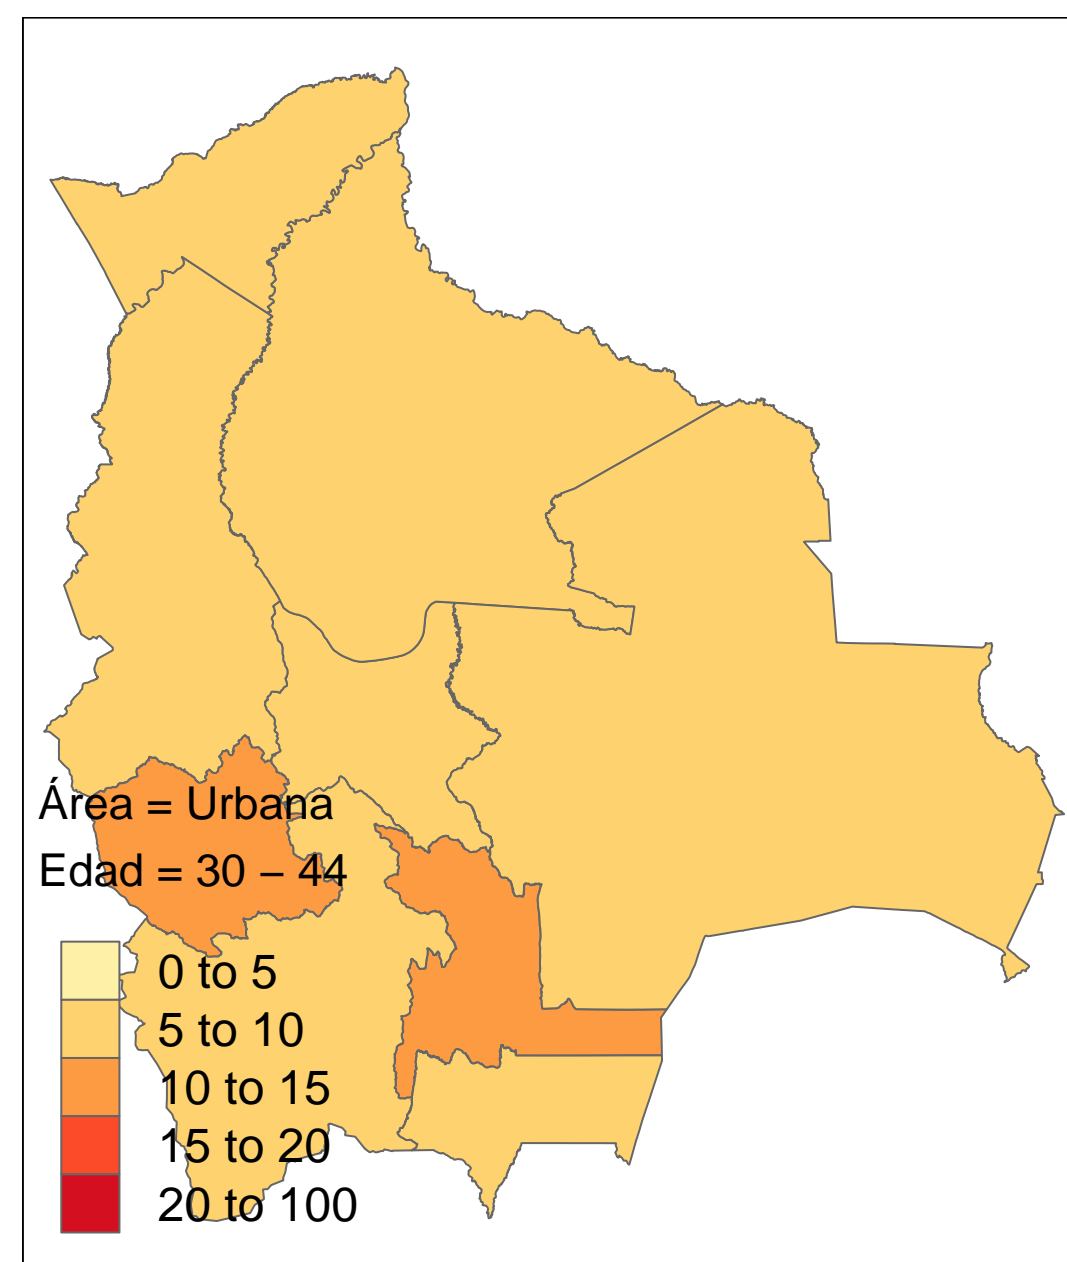 Área = Urbana
Edad = 30 – 44
0 to 5
5 to 10
10 to 15
15 to 20
20 to 100